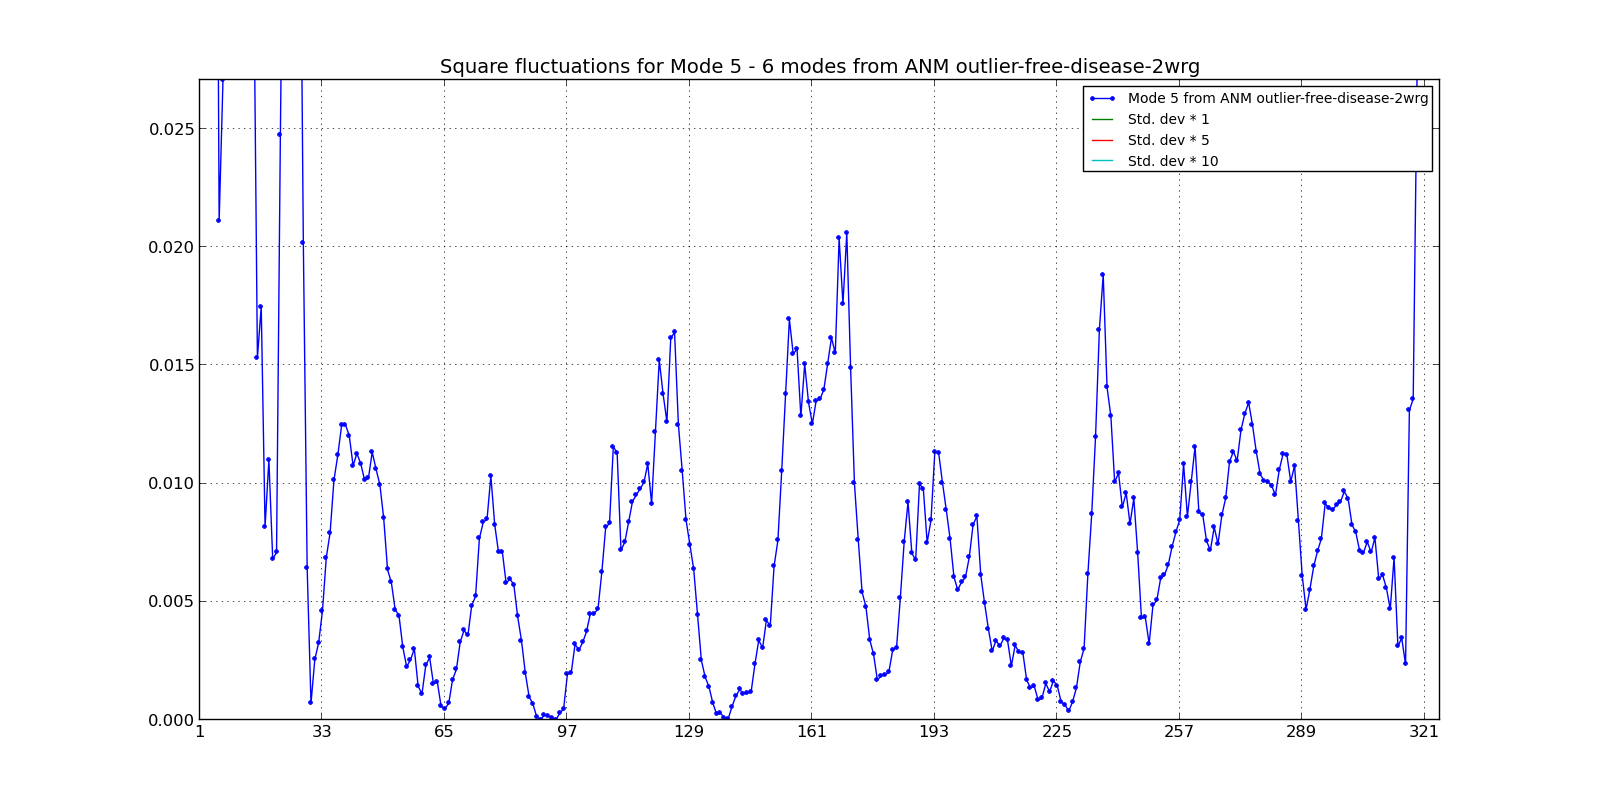 Square fluctuations for Mode 5 - 6 modes from ANM outlier-free-disease-2wrg
Mode 5 from ANM outlier-free-disease-2wrg
Std. dev * 1
Std. dev * 5
Std. dev * 10
0.025
0.020
0.015
0.010
0.005
0.000
1 33 65 97 129 161 193 225 257 289 321